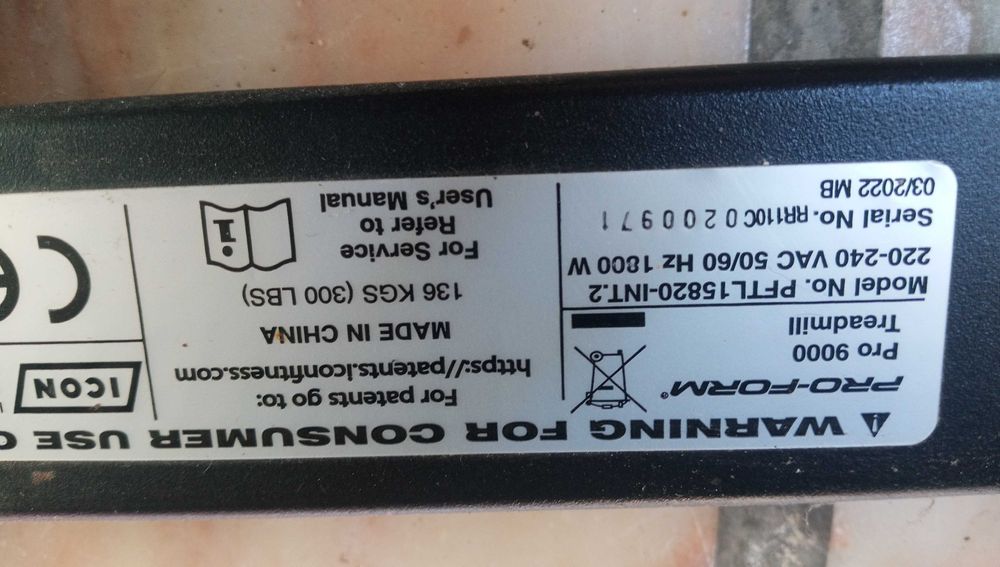 WARNING FOR CONSUMER USE
PRO-FORM®
Pro 9000
Treadmill
Model No. PFTL15820-INT.2
220-240 VAC 50/60 Hz 1800 W
Serial No. RR110C0200971
03/2022 MB
For patents go to:
https://patents.iconfitness.com
MADE IN CHINA
136 KGS (300 LBS)
For Service
Refer to
User's Manual
i
ICON
CE